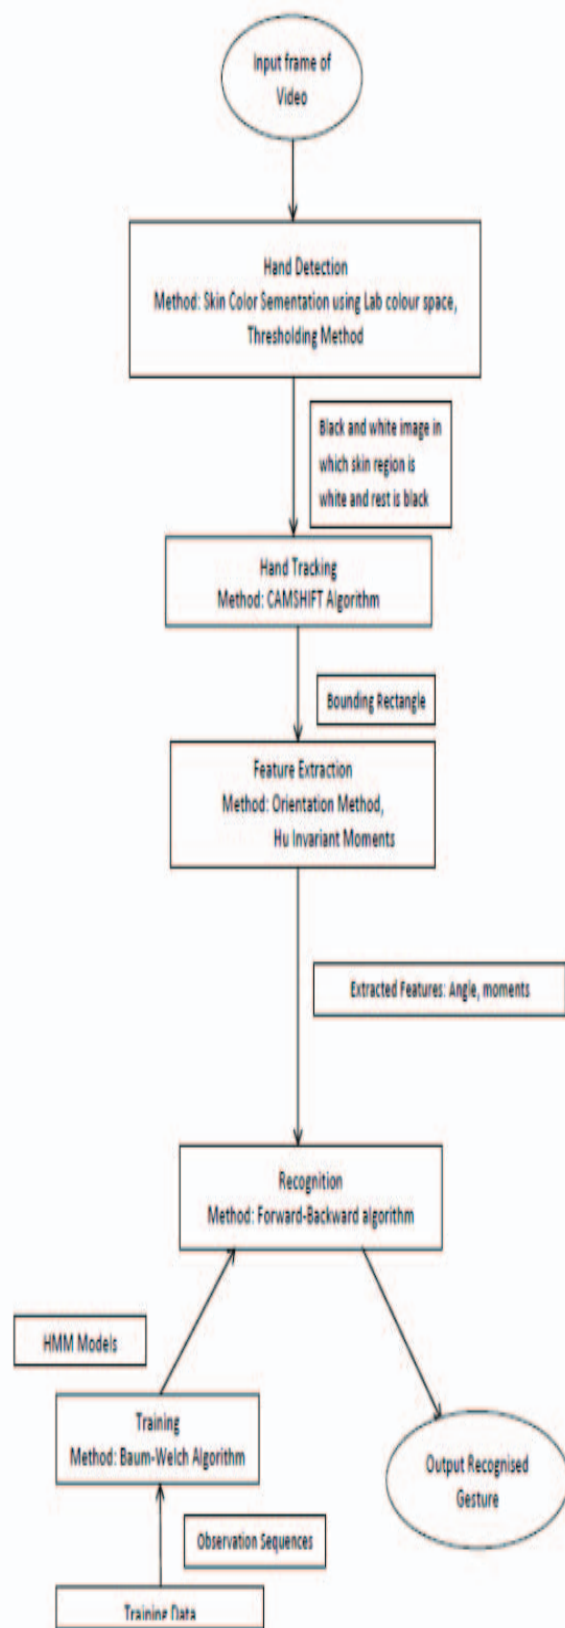 Input frame of
Video
Hand Detection
Method: Skin Color Sementation using Lab colour space,
Thresholding Method
Black and white image in
which skin region is
white and rest is black
Hand Tracking
Method: CAMSHIFT Algorithm
Bounding Rectangle
Feature Extraction
Method: Orientation Method,
Hu Invariant Moments
Extracted Features: Angle, moments
Recognition
Method: Forward-Backward algorithm
HMM Models
Training
Method: Baum-Welch Algorithm
Output Recognised
Gesture
Observation Sequences
Training Data